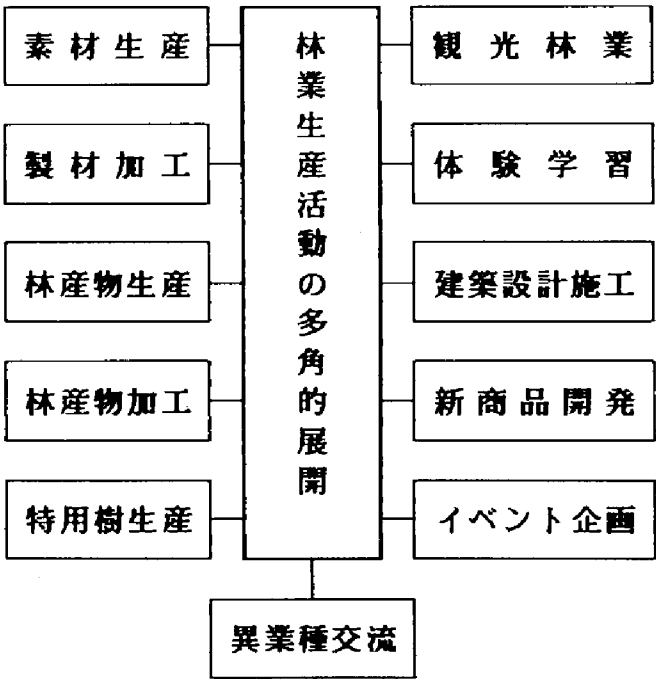 素材生産
製材加工
林産物生産
林産物加工
特用樹生産
林業生産活動の多角的展開
観光林業
体験学習
建築設計施工
新商品開発
イベント企画
異業種交流